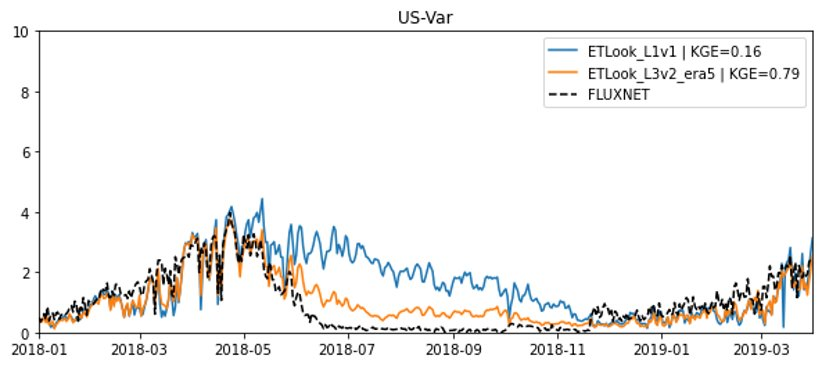 US-Var
10
8
6
4
2
0
ETLook_L1v1 | KGE=0.16
ETLook_L3v2_era5 | KGE=0.79
FLUXNET
2018-01 2018-03 2018-05 2018-07 2018-09 2018-11 2019-01 2019-03